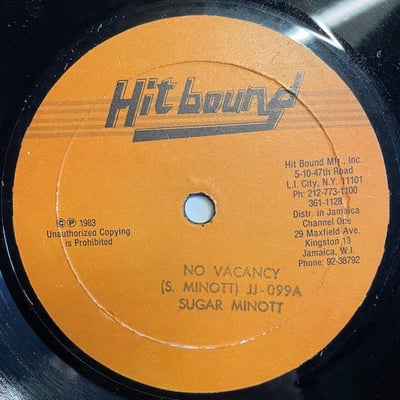 Hit bound
Hit Bound Mft., Inc.
5-10-47th Road
L.I. City, N.Y. 11101
Ph: 212-773-1100
361-1128
Distr. in Jamaica
Channel One
29 Maxfield Ave.
Kingston 13
Jamaica, W.I.
Phone: 92-38792
© ℗ 1983
Unauthorized Copying
is Prohibited
NO VACANCY
(S. MINOTT) JJ-099A
SUGAR MINOTT